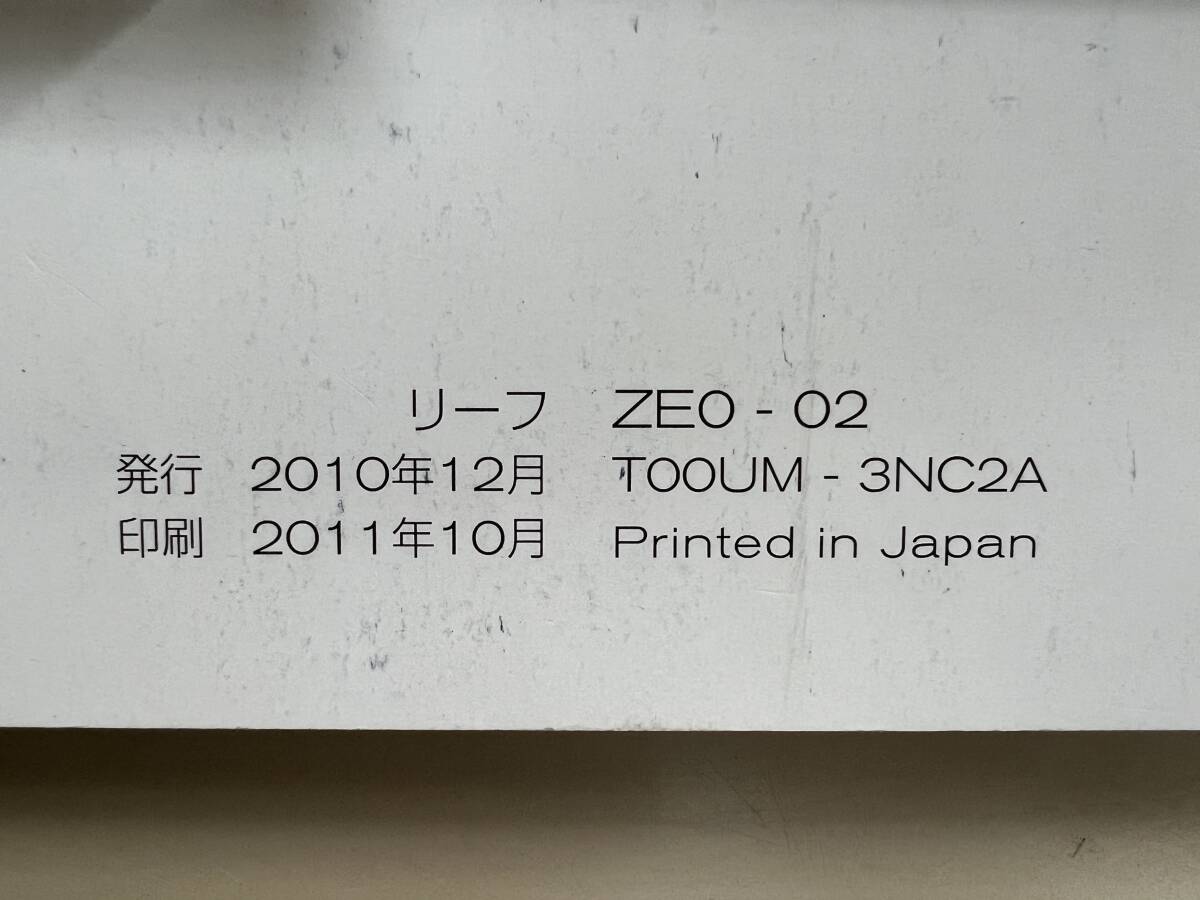 リーフ ZE0 - 02
発行 2010年12月 T00UM - 3NC2A
印刷 2011年10月 Printed in Japan